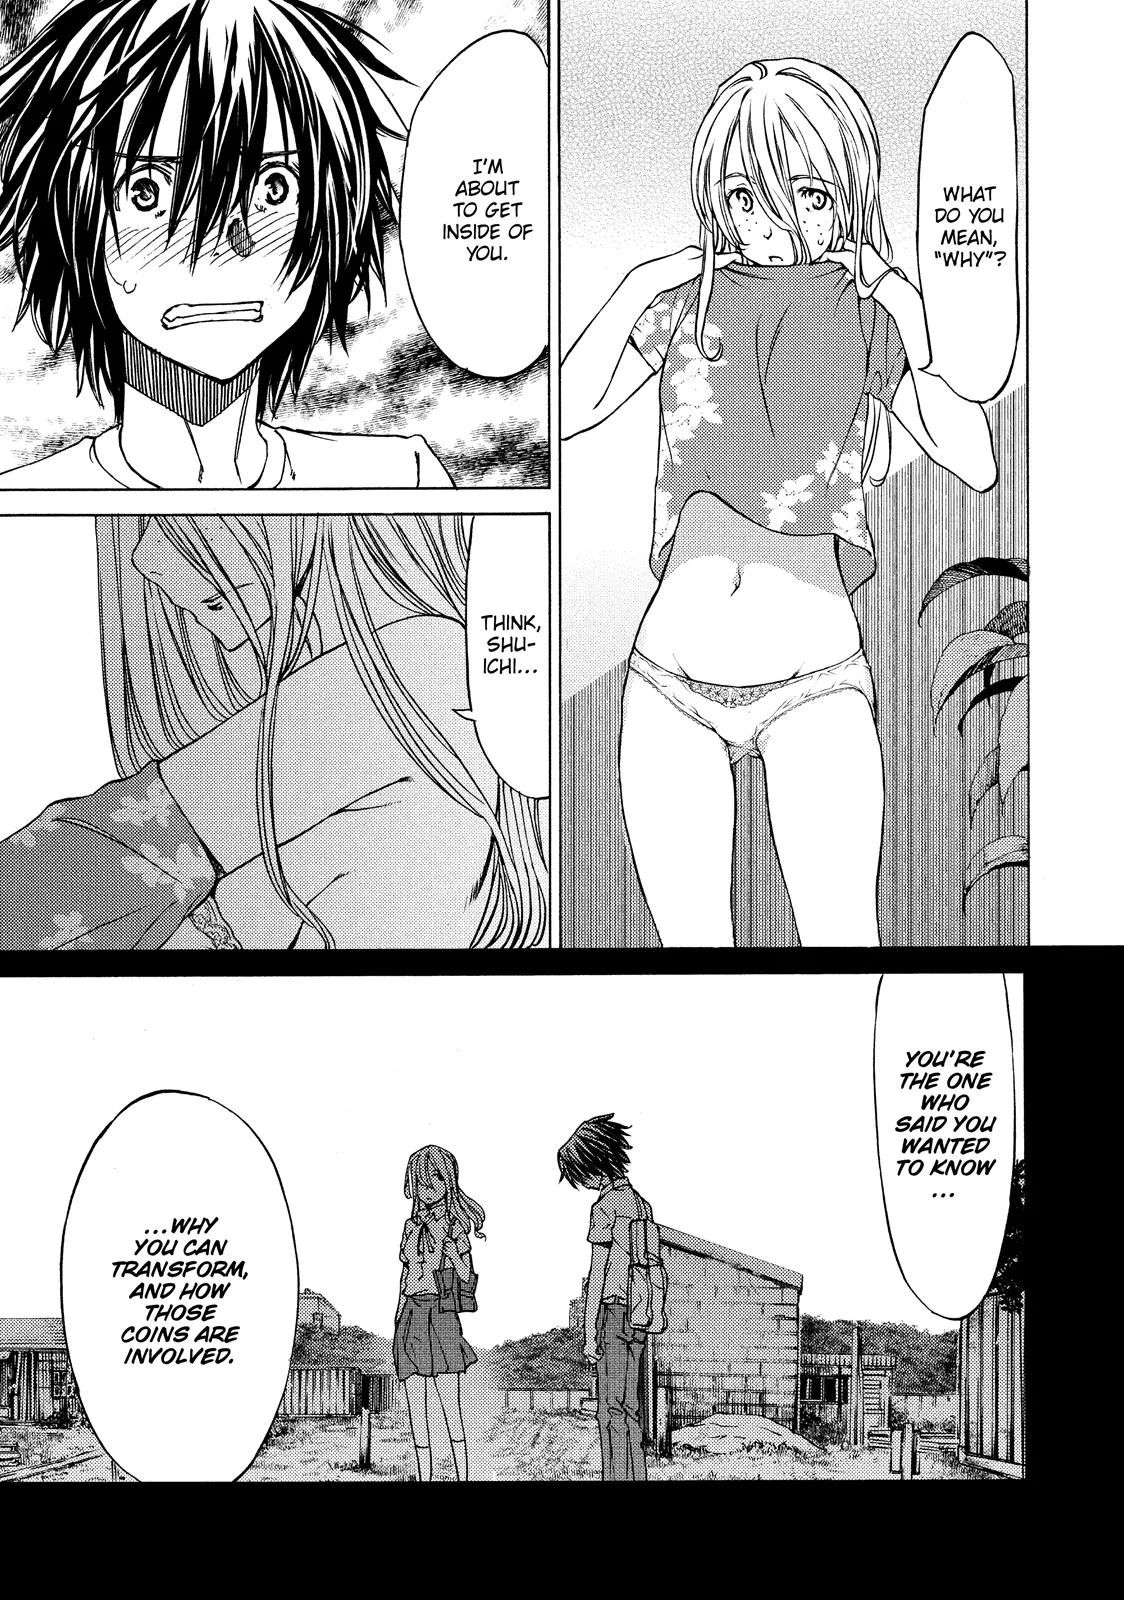 WHAT
DO YOU
MEAN,
"WHY"?
I'M
ABOUT
TO GET
INSIDE OF
YOU.
THINK,
SHU-
ICHI...
YOU'RE
THE ONE
WHO
SAID YOU
WANTED
TO KNOW
...
...WHY
YOU CAN
TRANSFORM,
AND HOW
THOSE
COINS ARE
INVOLVED.